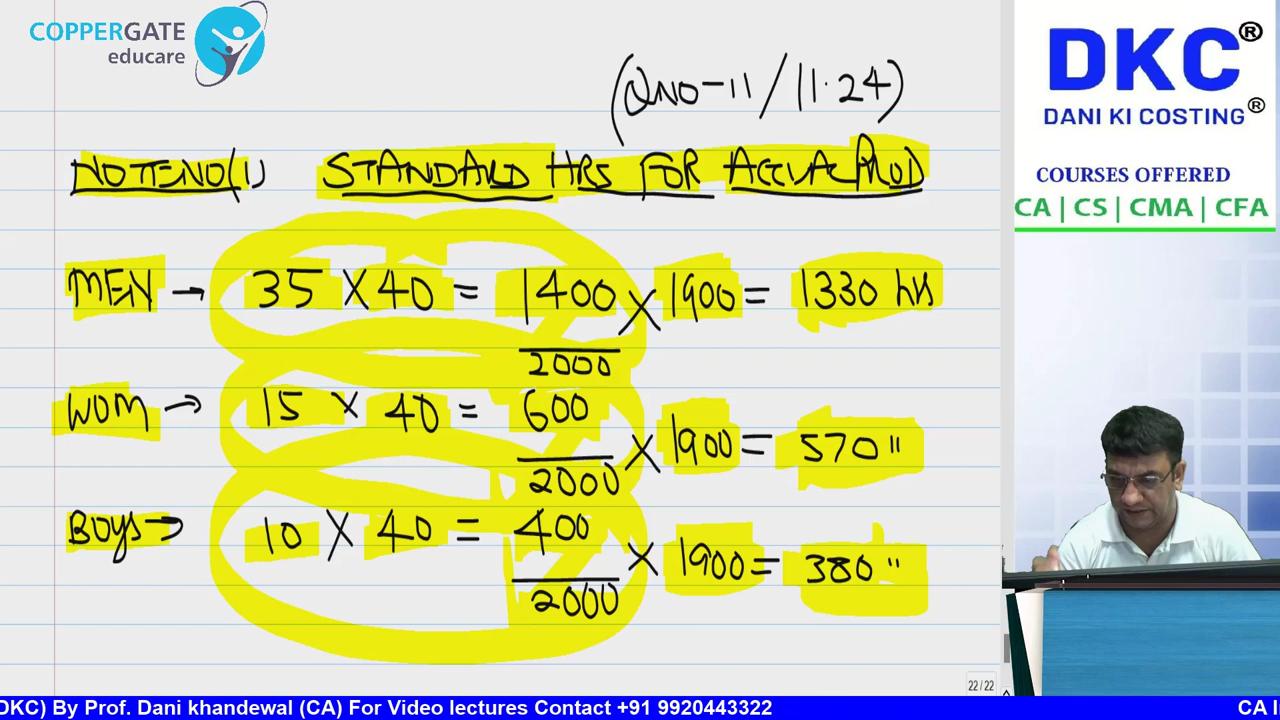 COPPERGATE
educare
(QNO-11/11.24)
NOTENO(1) STANDARD HRS FOR ACCUAL PROD
MEN → 35 X 40 = 1400 X 1900 = 1330 hrs
2000
WOM → 15 X 40 = 600
2000 X 1900 = 570 "
BOYS → 10 X 40 = 400
2000 X 1900 = 380 "
22/22
DKC®
DANI KI COSTING®
COURSES OFFERED
CA | CS | CMA | CFA
DKC) By Prof. Dani khandewal (CA) For Video lectures Contact +91 9920443322 CA I